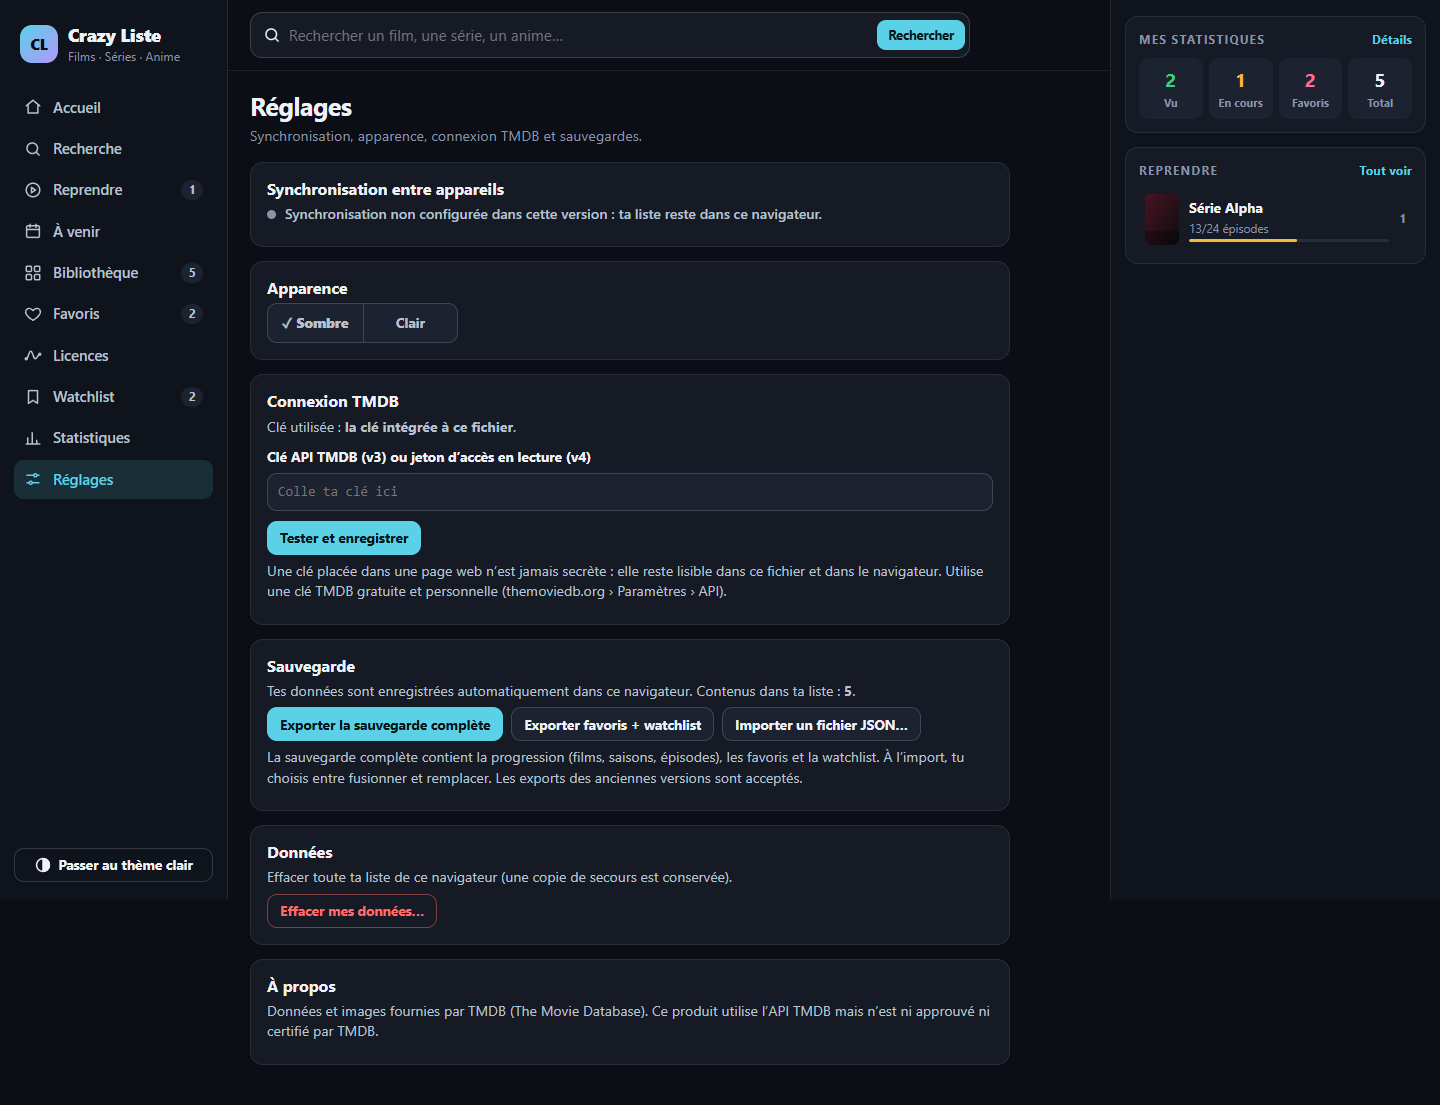 CL
Crazy Liste
Films · Séries · Anime
Accueil
Recherche
Reprendre 1
À venir
Bibliothèque 5
Favoris 2
Licences
Watchlist 2
Statistiques
Réglages
Passer au thème clair
Rechercher un film, une série, un anime…
Rechercher
Réglages
Synchronisation, apparence, connexion TMDB et sauvegardes.
Synchronisation entre appareils
Synchronisation non configurée dans cette version : ta liste reste dans ce navigateur.
Apparence
✓ Sombre Clair
Connexion TMDB
Clé utilisée : la clé intégrée à ce fichier.
Clé API TMDB (v3) ou jeton d’accès en lecture (v4)
Colle ta clé ici
Tester et enregistrer
Une clé placée dans une page web n’est jamais secrète : elle reste lisible dans ce fichier et dans le navigateur. Utilise
une clé TMDB gratuite et personnelle (themoviedb.org › Paramètres › API).
Sauvegarde
Tes données sont enregistrées automatiquement dans ce navigateur. Contenus dans ta liste : 5.
Exporter la sauvegarde complète Exporter favoris + watchlist Importer un fichier JSON…
La sauvegarde complète contient la progression (films, saisons, épisodes), les favoris et la watchlist. À l’import, tu
choisis entre fusionner et remplacer. Les exports des anciennes versions sont acceptés.
Données
Effacer toute ta liste de ce navigateur (une copie de secours est conservée).
Effacer mes données…
À propos
Données et images fournies par TMDB (The Movie Database). Ce produit utilise l’API TMDB mais n’est ni approuvé ni
certifié par TMDB.
MES STATISTIQUES Détails
2 1 2 5
Vu En cours Favoris Total
REPRENDRE Tout voir
Série Alpha
13/24 épisodes
1